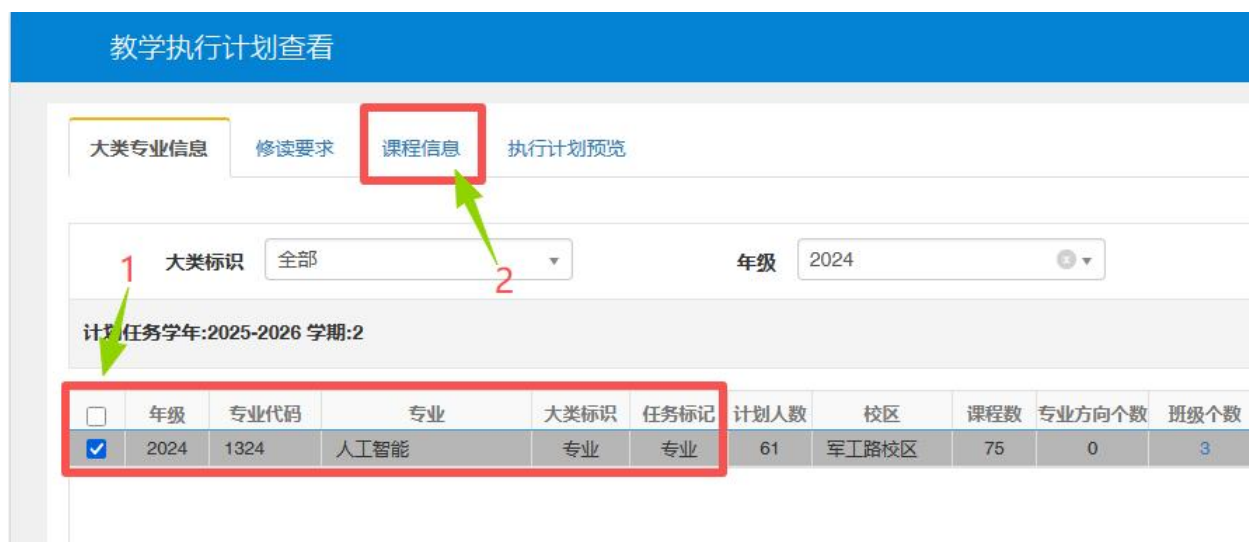 教学执行计划查看
大类专业信息 修读要求 课程信息 执行计划预览
1 大类标识 全部 2 年级 2024
计划任务学年:2025-2026 学期:2
年级 专业代码 专业 大类标识 任务标记 计划人数 校区 课程数 专业方向个数 班级个数
2024 1324 人工智能 专业 专业 61 军工路校区 75 0 3